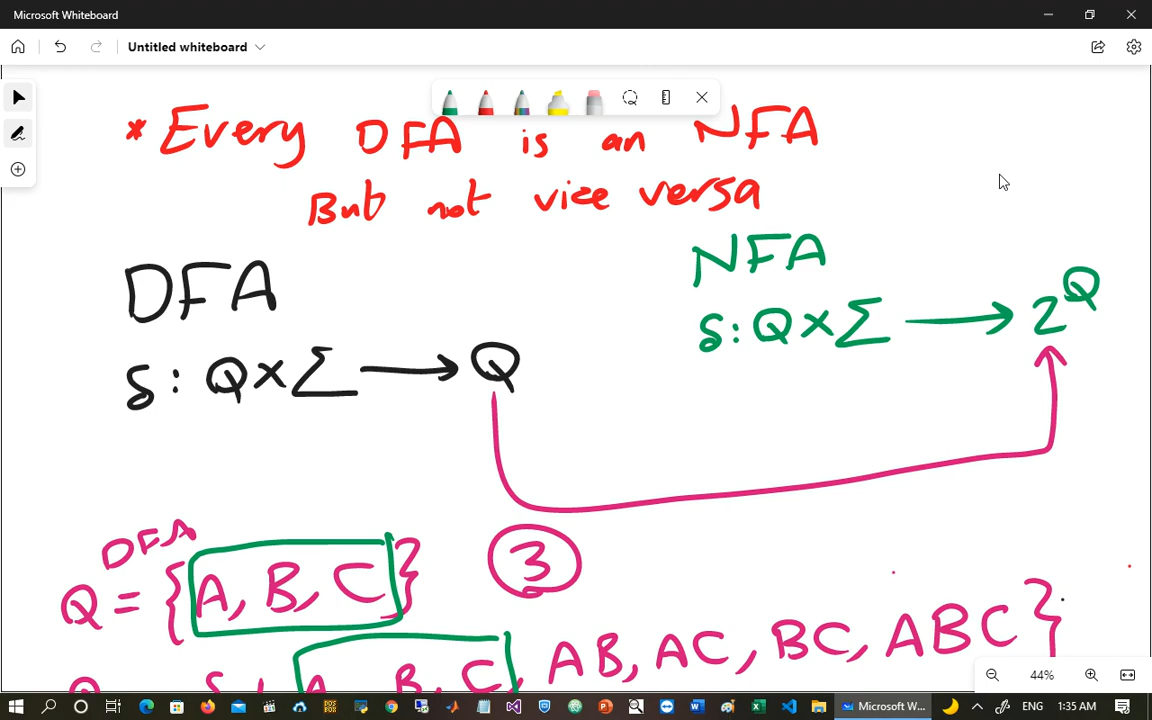 Microsoft Whiteboard
Untitled whiteboard
* Every DFA is an NFA
But not vice versa
DFA
NFA
δ: Q×Σ → Q
δ: Q×Σ → 2^Q
DFA
Q = {A, B, C}
3
A, B, C, AB, AC, BC, ABC}
44%
Microsoft W...
ENG
1:35 AM